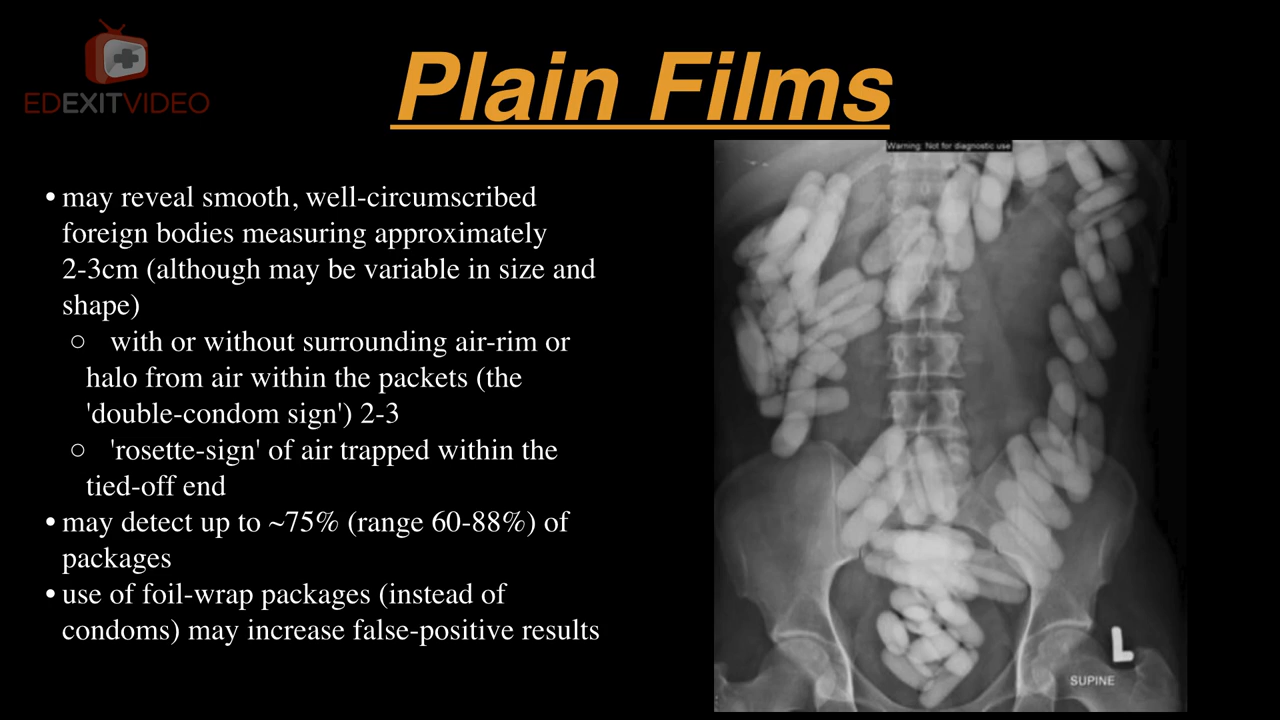 EDEXITVIDEO
Plain Films
• may reveal smooth, well-circumscribed
foreign bodies measuring approximately
2-3cm (although may be variable in size and
shape)
○ with or without surrounding air-rim or
halo from air within the packets (the
'double-condom sign') 2-3
○ 'rosette-sign' of air trapped within the
tied-off end
• may detect up to ~75% (range 60-88%) of
packages
• use of foil-wrap packages (instead of
condoms) may increase false-positive results
Warning: Not for diagnostic use
L
SUPINE